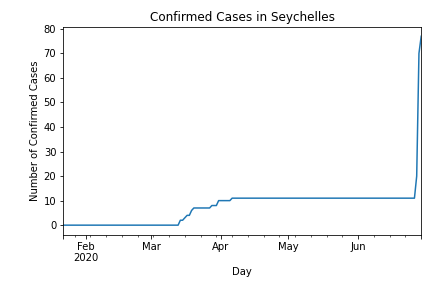 Confirmed Cases in Seychelles
Number of Confirmed Cases
80
70
60
50
40
30
20
10
0
Feb
2020
Mar
Apr
May
Jun
Day